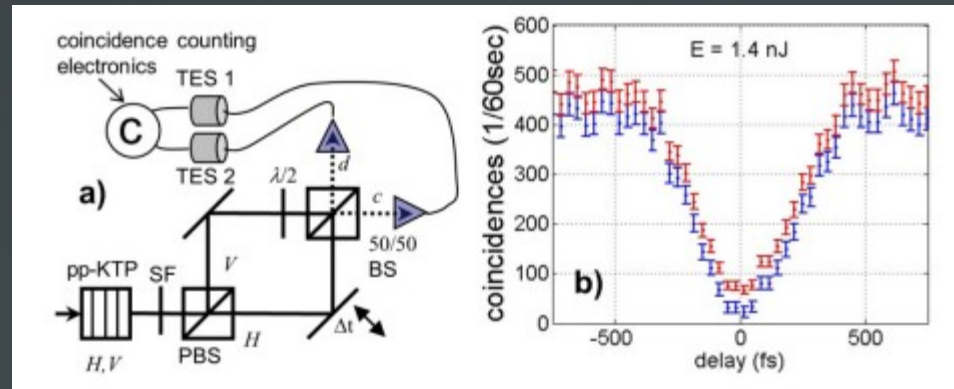 coincidence counting
electronics
TES 1
C
TES 2
a)
λ/2
d
c
50/50
BS
pp-KTP
SF
V
H
Δt
PBS
H,V
E = 1.4 nJ
coincidences (1/60sec)
600
500
400
300
200
100
0
b)
-500
0
500
delay (fs)